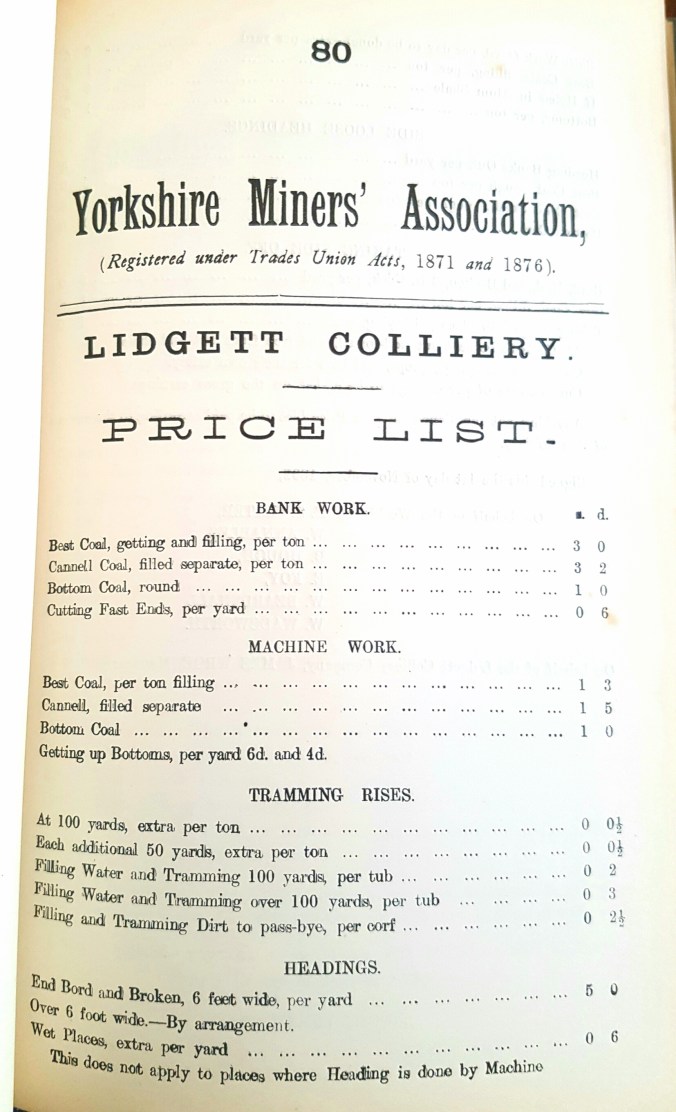 80
Yorkshire Miners' Association,
(Registered under Trades Union Acts, 1871 and 1876).
LIDGETT COLLIERY.
PRICE LIST.
BANK WORK.
s. d.
Best Coal, getting and filling, per ton ... ... ... ... ... ... ... ... ... 3 0
Cannell Coal, filled separate, per ton ... ... ... ... ... ... ... ... ... 3 2
Bottom Coal, round ... ... ... ... ... ... ... ... ... ... ... ... ... 1 0
Cutting Fast Ends, per yard ... ... ... ... ... ... ... ... ... ... ... 0 6
MACHINE WORK.
Best Coal, per ton filling ... ... ... ... ... ... ... ... ... ... ... ... 1 3
Cannell, filled separate ... ... ... ... ... ... ... ... ... ... ... ... 1 5
Bottom Coal ... ... ... ... ... ... ... ... ... ... ... ... ... ... ... 1 0
Getting up Bottoms, per yard 6d. and 4d.
TRAMMING RISES.
At 100 yards, extra per ton ... ... ... ... ... ... ... ... ... ... ... 0 0½
Each additional 50 yards, extra per ton ... ... ... ... ... ... ... ... 0 0½
Filling Water and Tramming 100 yards, per tub ... ... ... ... ... ... 0 2
Filling Water and Tramming over 100 yards, per tub ... ... ... ... 0 3
Filling and Tramming Dirt to pass-bye, per corf ... ... ... ... ... ... 0 2½
HEADINGS.
End Bord and Broken, 6 feet wide, per yard ... ... ... ... ... ... ... 5 0
Over 6 foot wide.—By arrangement.
Wet Places, extra per yard ... ... ... ... ... ... ... ... ... ... ... 0 6
This does not apply to places where Heading is done by Machine